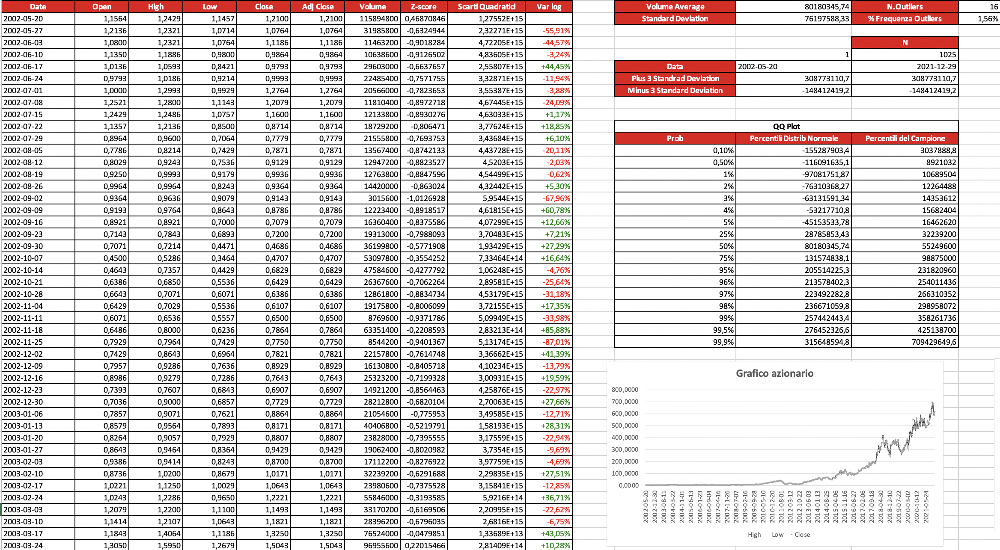 Date Open High Low Close Adj Close Volume Z-score Scarti Quadratici Var log
2002-05-20 1,1564 1,2429 1,1457 1,2100 1,2100 115894800 0,46870846 1,27552E+15
2002-05-27 1,2136 1,2321 1,0714 1,0764 1,0764 31985800 -0,6324944 2,32271E+15 -55,91%
2002-06-03 1,0800 1,2321 1,0764 1,1186 1,1186 11463200 -0,9018284 4,72205E+15 -44,57%
2002-06-10 1,1350 1,1886 0,9800 0,9864 0,9864 10638600 -0,9126502 4,83605E+15 -3,24%
2002-06-17 1,0136 1,0593 0,8421 0,9793 0,9793 29603000 -0,6637657 2,55807E+15 +44,45%
2002-06-24 0,9793 1,0186 0,9214 0,9993 0,9993 22485400 -0,7571755 3,32871E+15 -11,94%
2002-07-01 1,0000 1,2993 0,9929 1,2764 1,2764 20566000 -0,7823653 3,55387E+15 -3,88%
2002-07-08 1,2521 1,2800 1,1143 1,2079 1,2079 11810400 -0,8972718 4,67445E+15 -24,09%
2002-07-15 1,2429 1,2486 1,0757 1,1600 1,1600 12133800 -0,8930276 4,63033E+15 +1,17%
2002-07-22 1,1357 1,2136 0,8500 0,8714 0,8714 18729200 -0,806471 3,77624E+15 +18,85%
2002-07-29 0,8964 0,9600 0,7064 0,7779 0,7779 21555800 -0,7693753 3,43684E+15 +6,10%
2002-08-05 0,7786 0,8214 0,7429 0,7871 0,7871 13567400 -0,8742133 4,43728E+15 -20,11%
2002-08-12 0,8029 0,9243 0,7536 0,9129 0,9129 12947200 -0,8823527 4,5203E+15 -2,03%
2002-08-19 0,9250 0,9993 0,9179 0,9936 0,9936 12763800 -0,8847596 4,54499E+15 -0,62%
2002-08-26 0,9964 0,9964 0,8243 0,9364 0,9364 14420000 -0,863024 4,32442E+15 +5,30%
2002-09-02 0,9364 0,9636 0,9079 0,9143 0,9143 3015600 -1,0126928 5,9544E+15 -67,96%
2002-09-09 0,9193 0,9764 0,8643 0,8786 0,8786 12223400 -0,8918517 4,61815E+15 +60,78%
2002-09-16 0,8921 0,8921 0,7000 0,7079 0,7079 16360400 -0,8375586 4,07299E+15 +12,66%
2002-09-23 0,7143 0,7843 0,6893 0,7200 0,7200 19313000 -0,7988093 3,70483E+15 +7,21%
2002-09-30 0,7071 0,7214 0,4471 0,4686 0,4686 36199800 -0,5771908 1,93429E+15 +27,29%
2002-10-07 0,4500 0,5286 0,3464 0,4707 0,4707 53097800 -0,3554252 7,33464E+14 +16,64%
2002-10-14 0,4643 0,7357 0,4429 0,6829 0,6829 47584600 -0,4277792 1,06248E+15 -4,76%
2002-10-21 0,6386 0,6850 0,5536 0,6429 0,6429 26367600 -0,7062264 2,89581E+15 -25,64%
2002-10-28 0,6643 0,7071 0,6071 0,6386 0,6386 12861800 -0,8834734 4,53179E+15 -31,18%
2002-11-04 0,6429 0,7029 0,5536 0,6107 0,6107 19175800 -0,8006099 3,72155E+15 +17,35%
2002-11-11 0,6071 0,6536 0,5557 0,6500 0,6500 8769600 -0,9371786 5,09949E+15 -33,98%
2002-11-18 0,6486 0,8000 0,6236 0,7864 0,7864 63351400 -0,2208593 2,83213E+14 +85,88%
2002-11-25 0,7929 0,7964 0,7429 0,7750 0,7750 8544200 -0,9401367 5,13174E+15 -87,01%
2002-12-02 0,7429 0,8643 0,6964 0,7821 0,7821 22157800 -0,7614748 3,36662E+15 +41,39%
2002-12-09 0,7957 0,9286 0,7636 0,8929 0,8929 16130800 -0,8405718 4,10234E+15 -13,79%
2002-12-16 0,8986 0,9279 0,7286 0,7643 0,7643 25323200 -0,7199328 3,00931E+15 +19,59%
2002-12-23 0,7393 0,7607 0,6843 0,6907 0,6907 14921200 -0,8564463 4,25876E+15 -22,97%
2002-12-30 0,7036 0,9000 0,6857 0,7729 0,7729 28212800 -0,6820104 2,70063E+15 +27,66%
2003-01-06 0,7857 0,9071 0,7621 0,8864 0,8864 21054600 -0,775953 3,49585E+15 -12,71%
2003-01-13 0,8579 0,9564 0,7893 0,8171 0,8171 40406800 -0,5219791 1,58193E+15 +28,31%
2003-01-20 0,8264 0,9057 0,7929 0,8807 0,8807 23828000 -0,7395555 3,17559E+15 -22,94%
2003-01-27 0,8643 0,9464 0,8364 0,9429 0,9429 19062400 -0,8020982 3,7354E+15 -9,69%
2003-02-03 0,9386 0,9414 0,8243 0,8700 0,8700 17112200 -0,8276922 3,97759E+15 -4,69%
2003-02-10 0,8736 1,0200 0,8679 1,0171 1,0171 32239200 -0,6291688 2,29835E+15 +27,51%
2003-02-17 1,0221 1,1250 1,0029 1,0643 1,0643 23980600 -0,7375528 3,15841E+15 -12,85%
2003-02-24 1,0243 1,2286 0,9650 1,2221 1,2221 55846000 -0,3193585 5,9216E+14 +36,71%
2003-03-03 1,2079 1,2200 1,1100 1,1493 1,1493 33170200 -0,6169506 2,20995E+15 -22,62%
2003-03-10 1,1414 1,2107 1,0643 1,1821 1,1821 28396200 -0,6796035 2,6816E+15 -6,75%
2003-03-17 1,1843 1,4064 1,1186 1,3250 1,3250 76524000 -0,0479851 1,33689E+13 +43,05%
2003-03-24 1,3050 1,5950 1,2679 1,5043 1,5043 96955600 0,22015466 2,81409E+14 +10,28%
Volume Average 80180345,74 N.Outliers 16
Standard Deviation 76197588,33 % Frequenza Outliers 1,56%
N
1 1025
Data 2002-05-20 2021-12-29
Plus 3 Standrad Deviation 308773110,7 308773110,7
Minus 3 Standard Deviation -148412419,2 -148412419,2
QQ Plot
Prob Percentili Distrib Normale Percentili del Campione
0,10% -155287903,4 3037888,8
0,50% -116091635,1 8921032
1% -97081751,87 10689504
2% -76310368,27 12264488
3% -63131591,34 14353612
4% -53217710,8 15682404
5% -45153533,78 16462620
25% 28785853,43 32239200
50% 80180345,74 55249600
75% 131574838,1 98875000
95% 205514225,3 231820960
96% 213578402,3 254011436
97% 223492282,8 266310352
98% 236671059,8 298958072
99% 257442443,4 358261736
99,5% 276452326,6 425138700
99,9% 315648594,8 709429649,6
Grafico azionario
800,0000
700,0000
600,0000
500,0000
400,0000
300,0000
200,0000
100,0000
0,0000
2002-05-20
2002-12-30
2003-08-11
2004-03-22
2004-11-01
2005-06-13
2006-01-23
2006-09-04
2007-04-16
2007-11-26
2008-07-07
2009-02-16
2009-09-28
2010-05-10
2010-12-20
2011-08-01
2012-03-12
2012-10-22
2013-06-03
2014-01-13
2014-08-25
2015-04-06
2015-11-16
2016-06-27
2017-02-06
2017-09-18
2018-04-30
2018-12-10
2019-07-22
2020-03-02
2020-10-12
2021-05-24
High Low Close